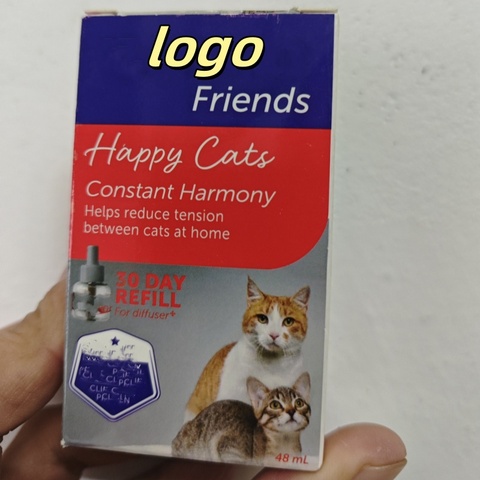 logo
Friends
Happy Cats
Constant Harmony
Helps reduce tension
between cats at home
30 DAY
REFILL
For diffuser+
48 mL